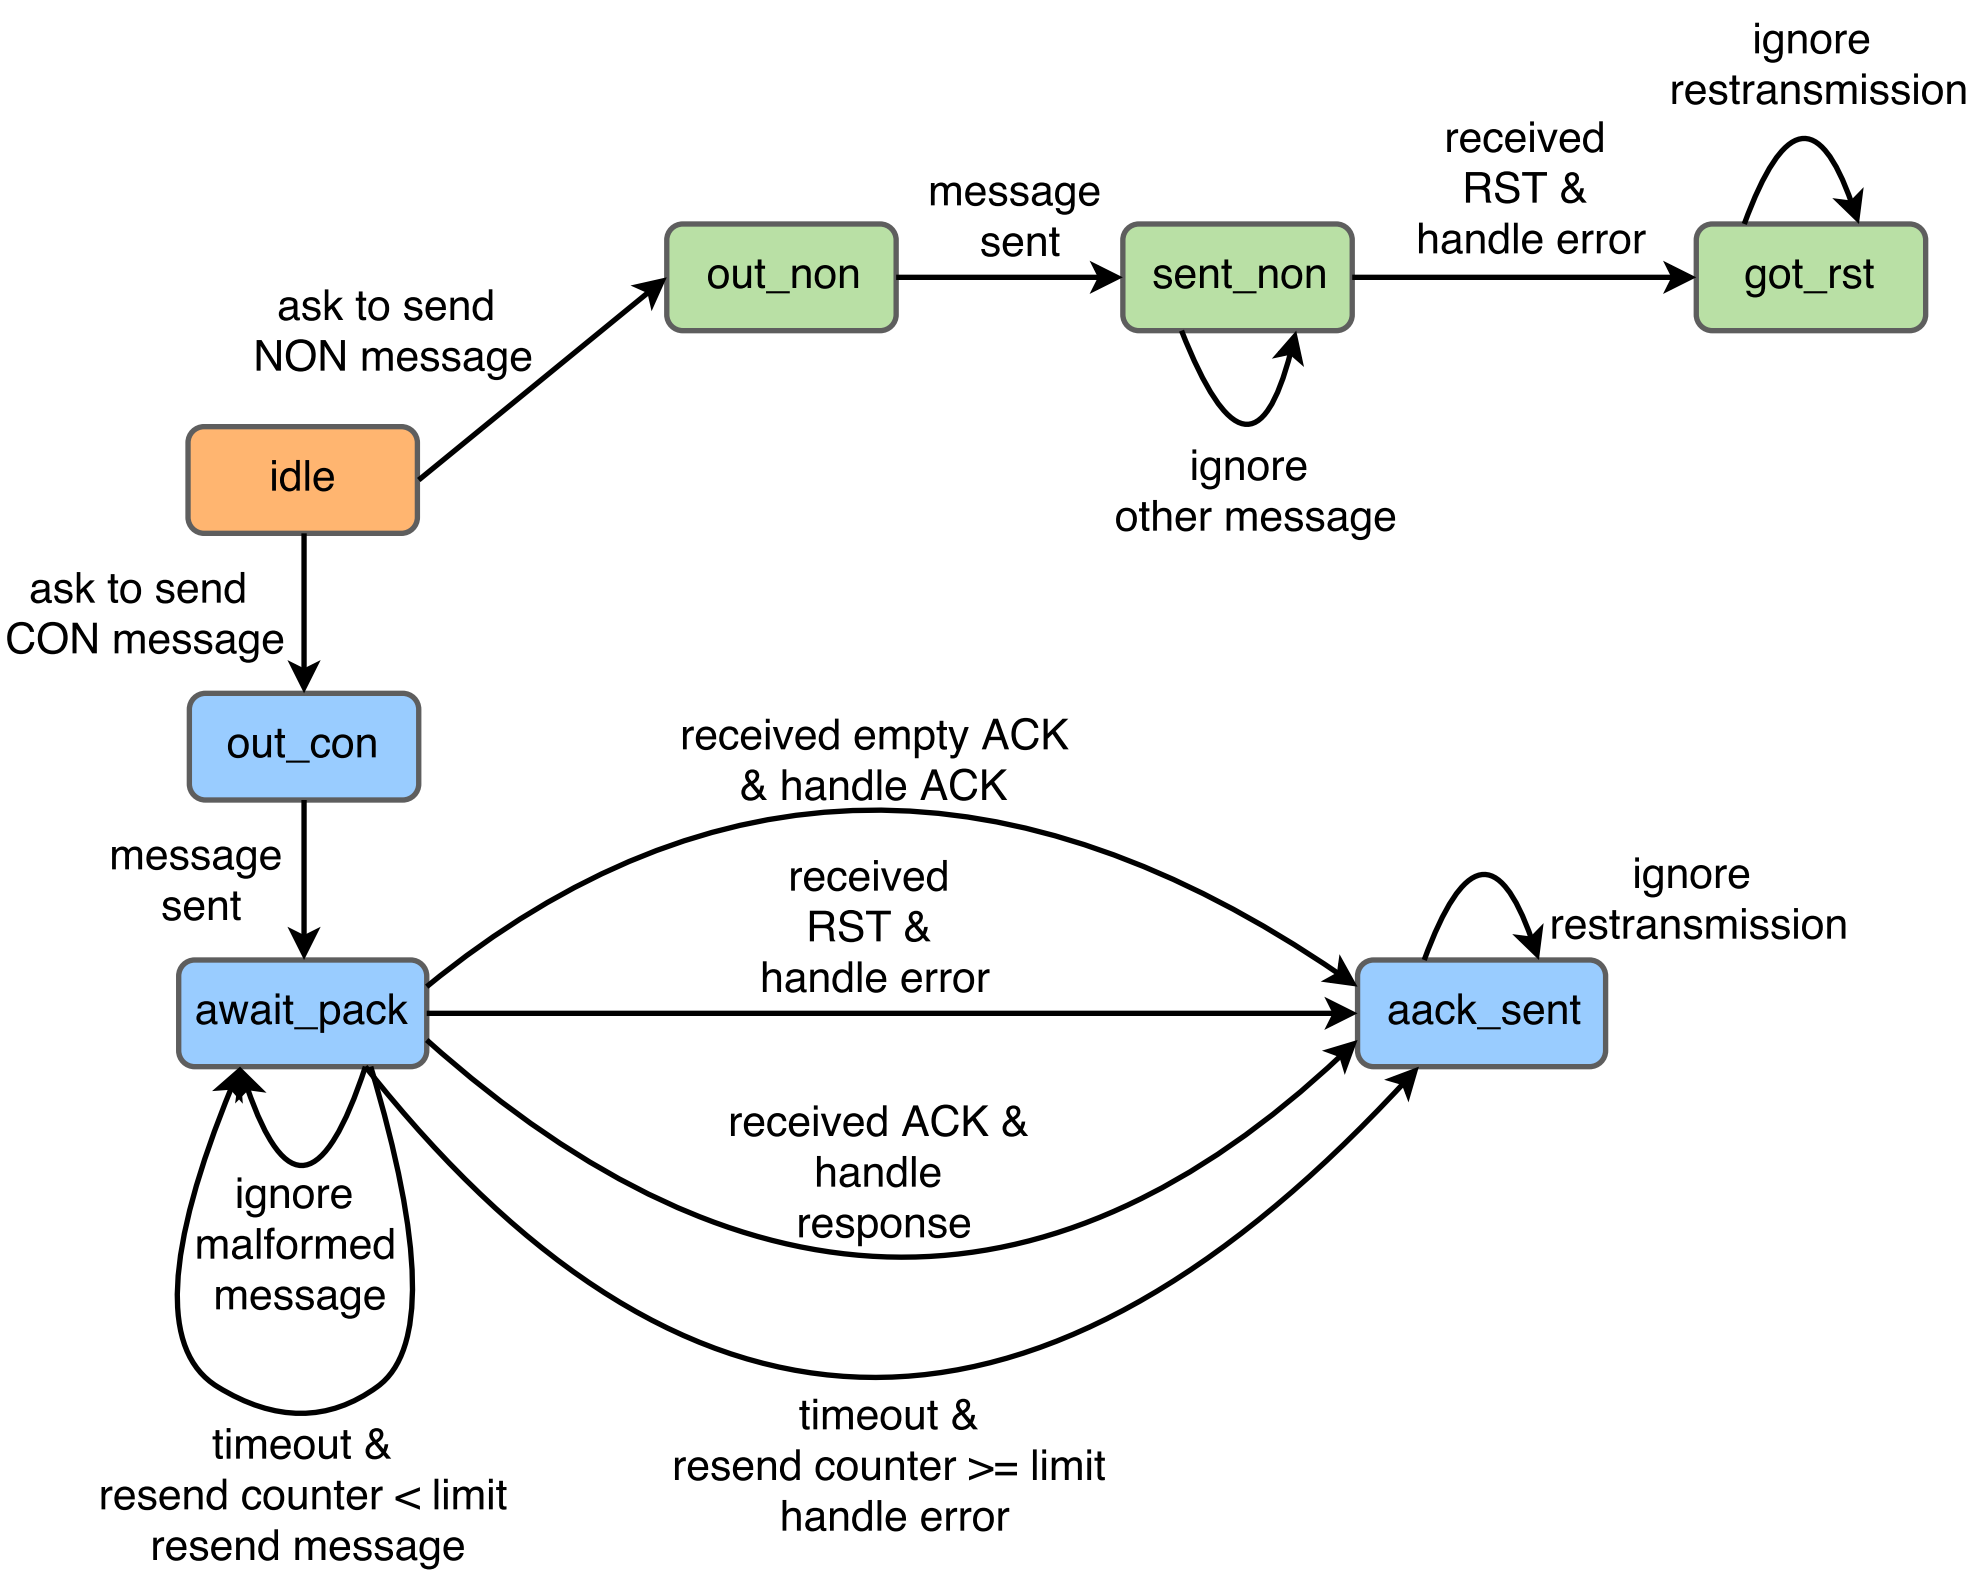 ignore
restransmission
received
RST &
handle error
message
sent
out_non
sent_non
got_rst
ask to send
NON message
ignore
other message
idle
ask to send
CON message
out_con
received empty ACK
& handle ACK
message
sent
received
RST &
handle error
ignore
restransmission
await_pack
aack_sent
received ACK &
handle
response
ignore
malformed
message
timeout &
resend counter < limit
resend message
timeout &
resend counter >= limit
handle error